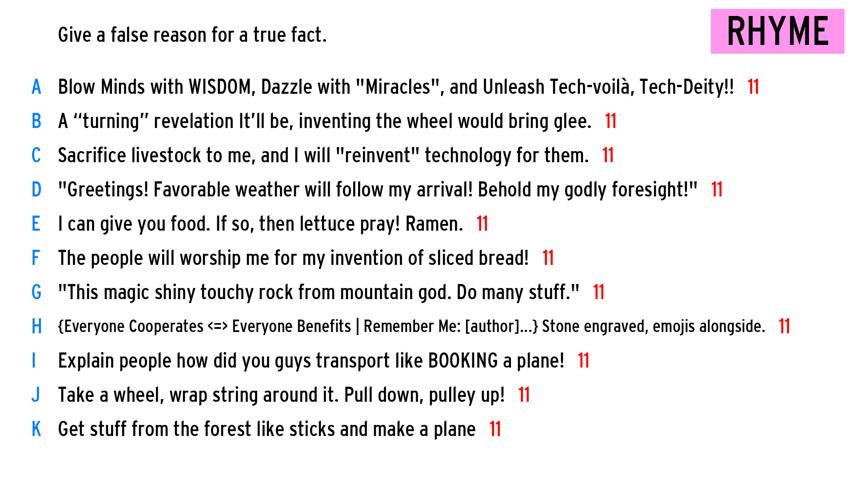 Give a false reason for a true fact.
RHYME
A Blow Minds with WISDOM, Dazzle with "Miracles", and Unleash Tech-voilà, Tech-Deity!! 11
B A “turning” revelation It’ll be, inventing the wheel would bring glee. 11
C Sacrifice livestock to me, and I will "reinvent" technology for them. 11
D "Greetings! Favorable weather will follow my arrival! Behold my godly foresight!" 11
E I can give you food. If so, then lettuce pray! Ramen. 11
F The people will worship me for my invention of sliced bread! 11
G "This magic shiny touchy rock from mountain god. Do many stuff." 11
H {Everyone Cooperates <=> Everyone Benefits | Remember Me: [author]...} Stone engraved, emojis alongside. 11
I Explain people how did you guys transport like BOOKING a plane! 11
J Take a wheel, wrap string around it. Pull down, pulley up! 11
K Get stuff from the forest like sticks and make a plane 11